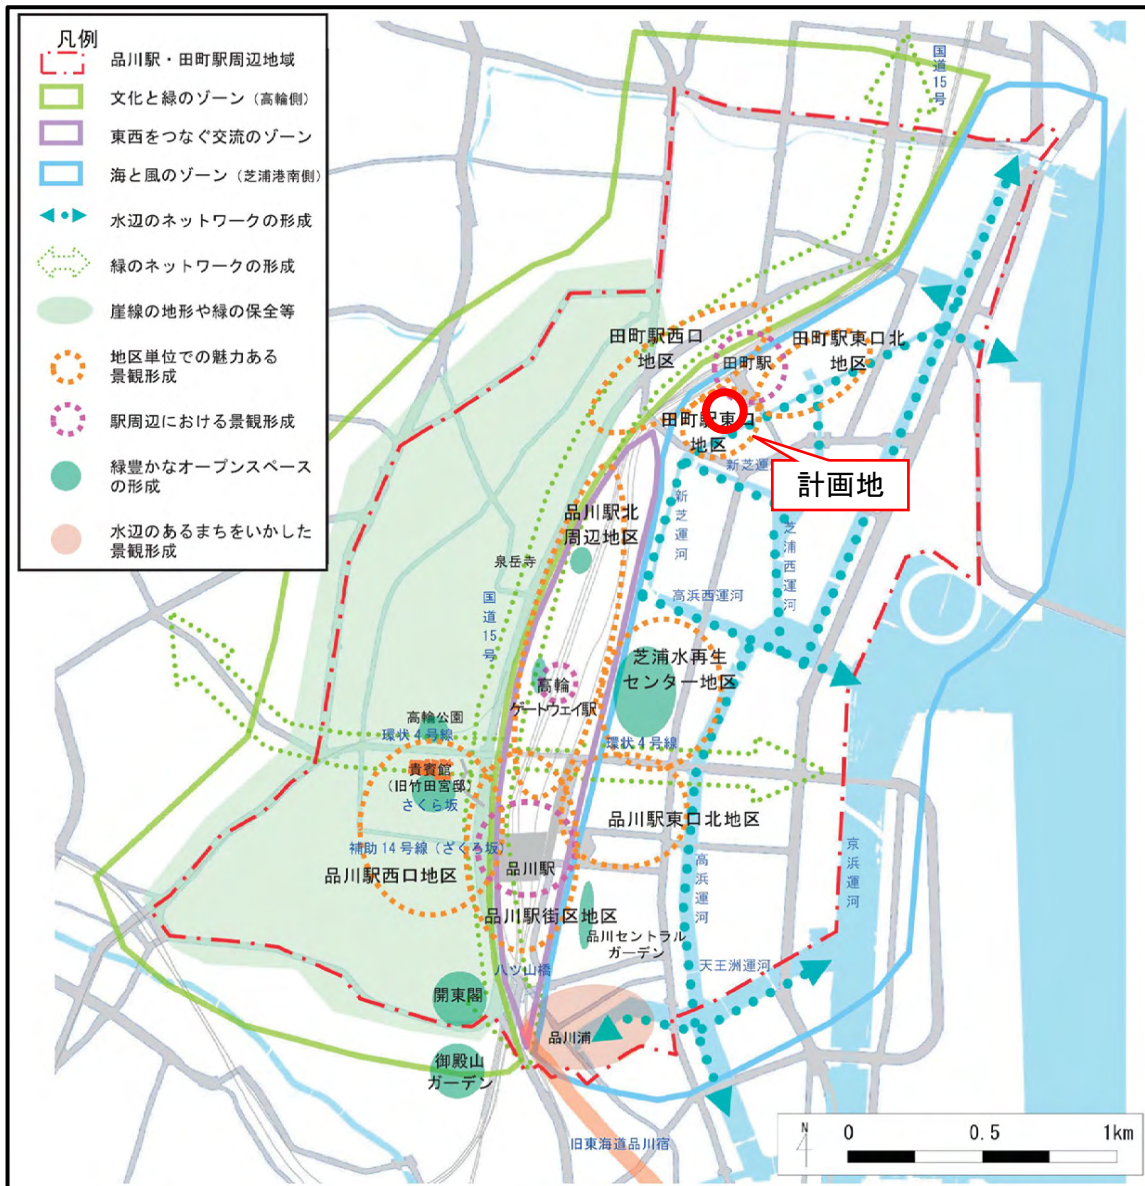 凡例
品川駅・田町駅周辺地域
文化と緑のゾーン（高輪側）
東西をつなぐ交流のゾーン
海と風のゾーン（芝浦港南側）
水辺のネットワークの形成
緑のネットワークの形成
崖線の地形や緑の保全等
地区単位での魅力ある
景観形成
駅周辺における景観形成
緑豊かなオープンスペース
の形成
水辺のあるまちをいかした
景観形成
国道15号
田町駅西口
地区
田町駅
田町駅東口北
地区
田町駅東口
地区
新芝運
計画地
新芝運河
芝浦西運河
品川駅北
周辺地区
泉岳寺
国道15号
高浜西運河
芝浦水再生
センター地区
高輪
ゲートウェイ駅
高輪公園
環状4号線
環状4号線
貴賓館
（旧竹田宮邸）
さくら坂
品川駅東口北地区
補助14号線（ざくろ坂）
品川駅西口地区
品川駅
高浜運河
京浜運河
品川駅街区地区
品川セントラル
ガーデン
天王洲運河
八ツ山橋
開東閣
品川浦
御殿山
ガーデン
旧東海道品川宿
N
0 0.5 1km